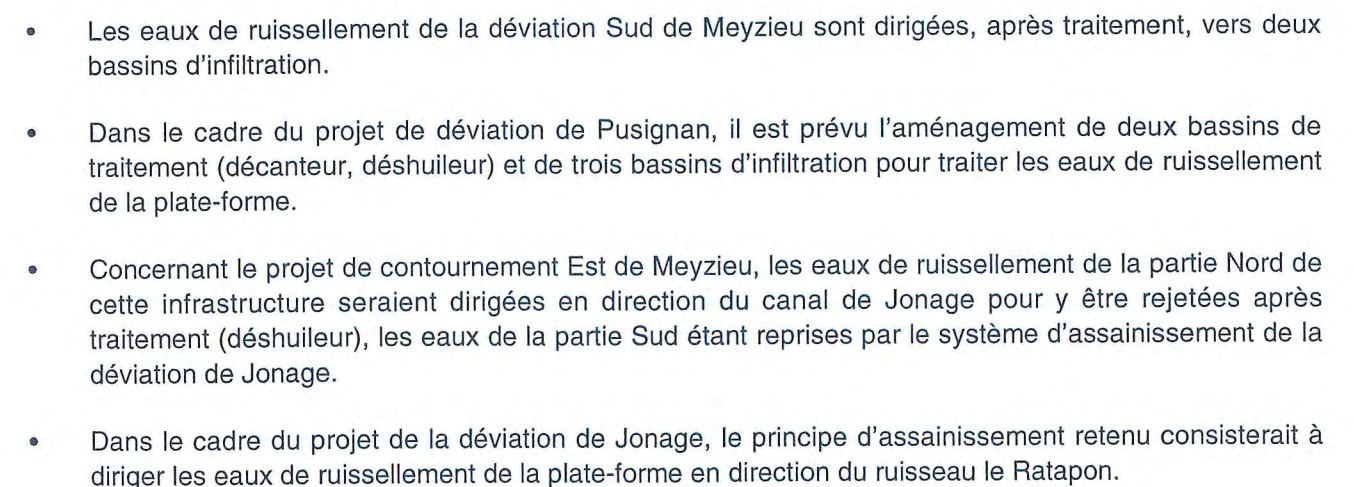 • Les eaux de ruissellement de la déviation Sud de Meyzieu sont dirigées, après traitement, vers deux
bassins d'infiltration.
• Dans le cadre du projet de déviation de Pusignan, il est prévu l'aménagement de deux bassins de
traitement (décanteur, déshuileur) et de trois bassins d'infiltration pour traiter les eaux de ruissellement
de la plate-forme.
• Concernant le projet de contournement Est de Meyzieu, les eaux de ruissellement de la partie Nord de
cette infrastructure seraient dirigées en direction du canal de Jonage pour y être rejetées après
traitement (déshuileur), les eaux de la partie Sud étant reprises par le système d'assainissement de la
déviation de Jonage.
• Dans le cadre du projet de la déviation de Jonage, le principe d'assainissement retenu consisterait à
diriger les eaux de ruissellement de la plate-forme en direction du ruisseau le Ratapon.